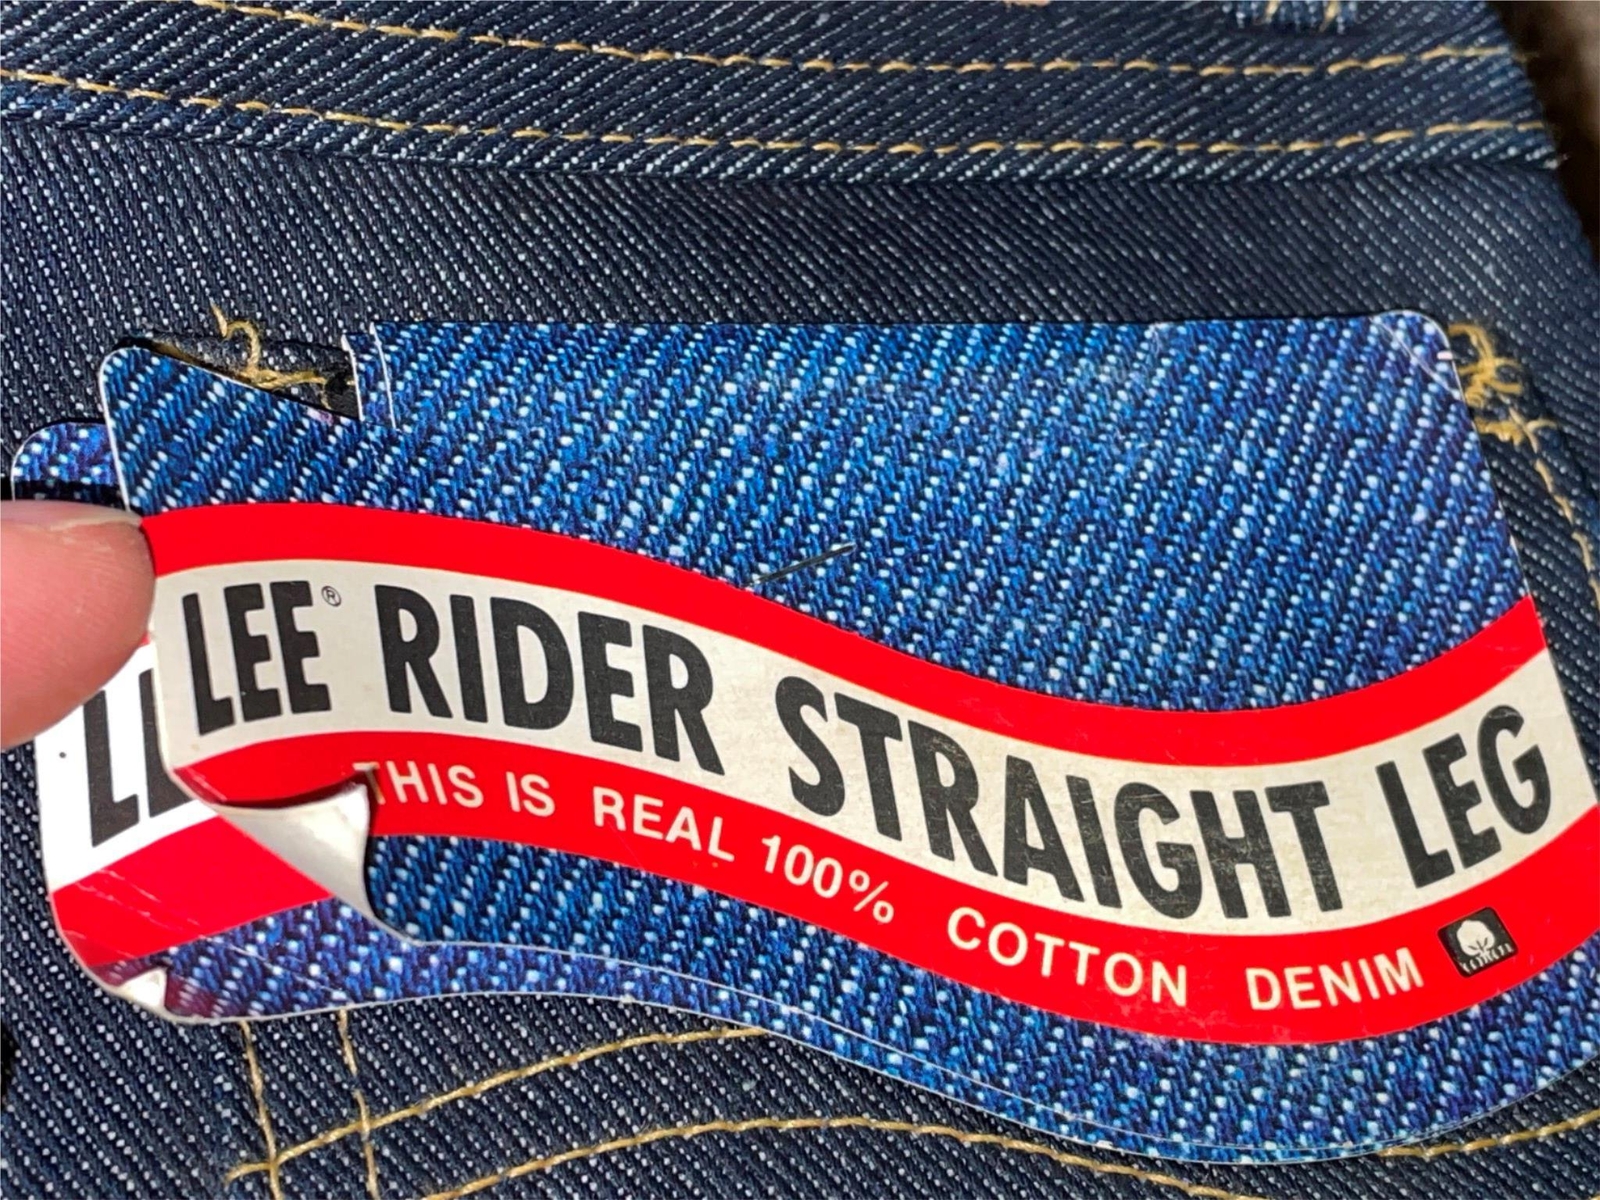 LEE® RIDER STRAIGHT LEG
THIS IS REAL 100% COTTON DENIM